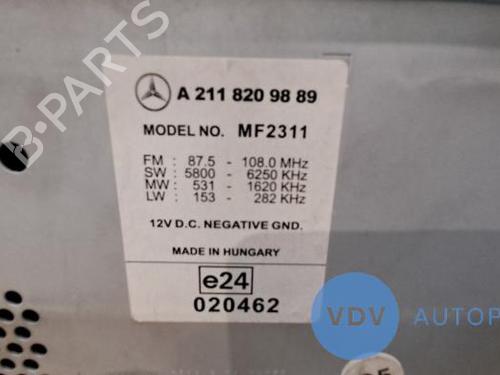 B-PARTS
A 211 820 98 89
MODEL NO. MF2311
FM : 87.5 - 108.0 MHz
SW : 5800 - 6250 KHz
MW : 531 - 1620 KHz
LW : 153 - 282 KHz
12V D.C. NEGATIVE GND.
MADE IN HUNGARY
e24
020462
VDV AUTOP